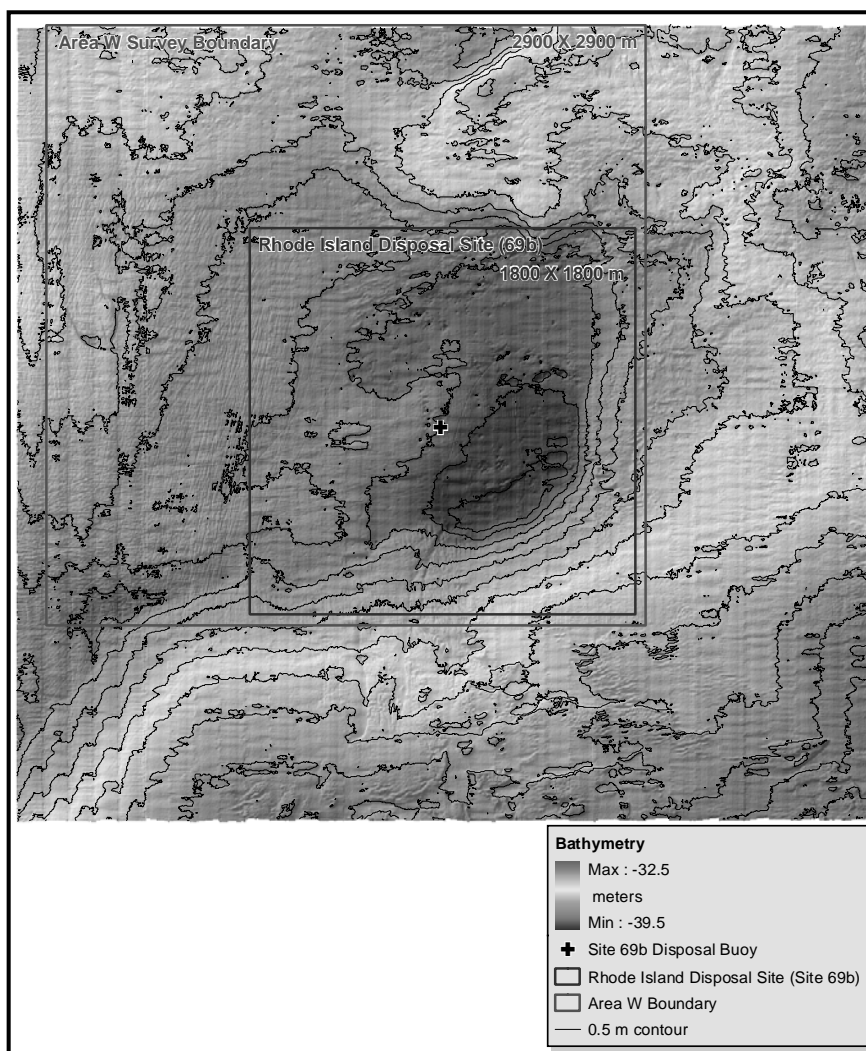 Area W Survey Boundary
2900 X 2900 m
Rhode Island Disposal Site (69b)
1800 X 1800 m
Bathymetry
Max : -32.5
meters
Min : -39.5
Site 69b Disposal Buoy
Rhode Island Disposal Site (Site 69b)
Area W Boundary
0.5 m contour